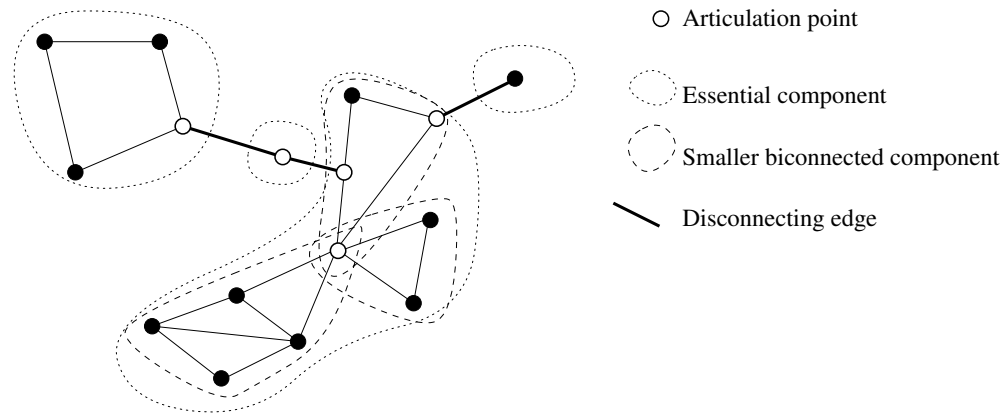 Articulation point
Essential component
Smaller biconnected component
Disconnecting edge